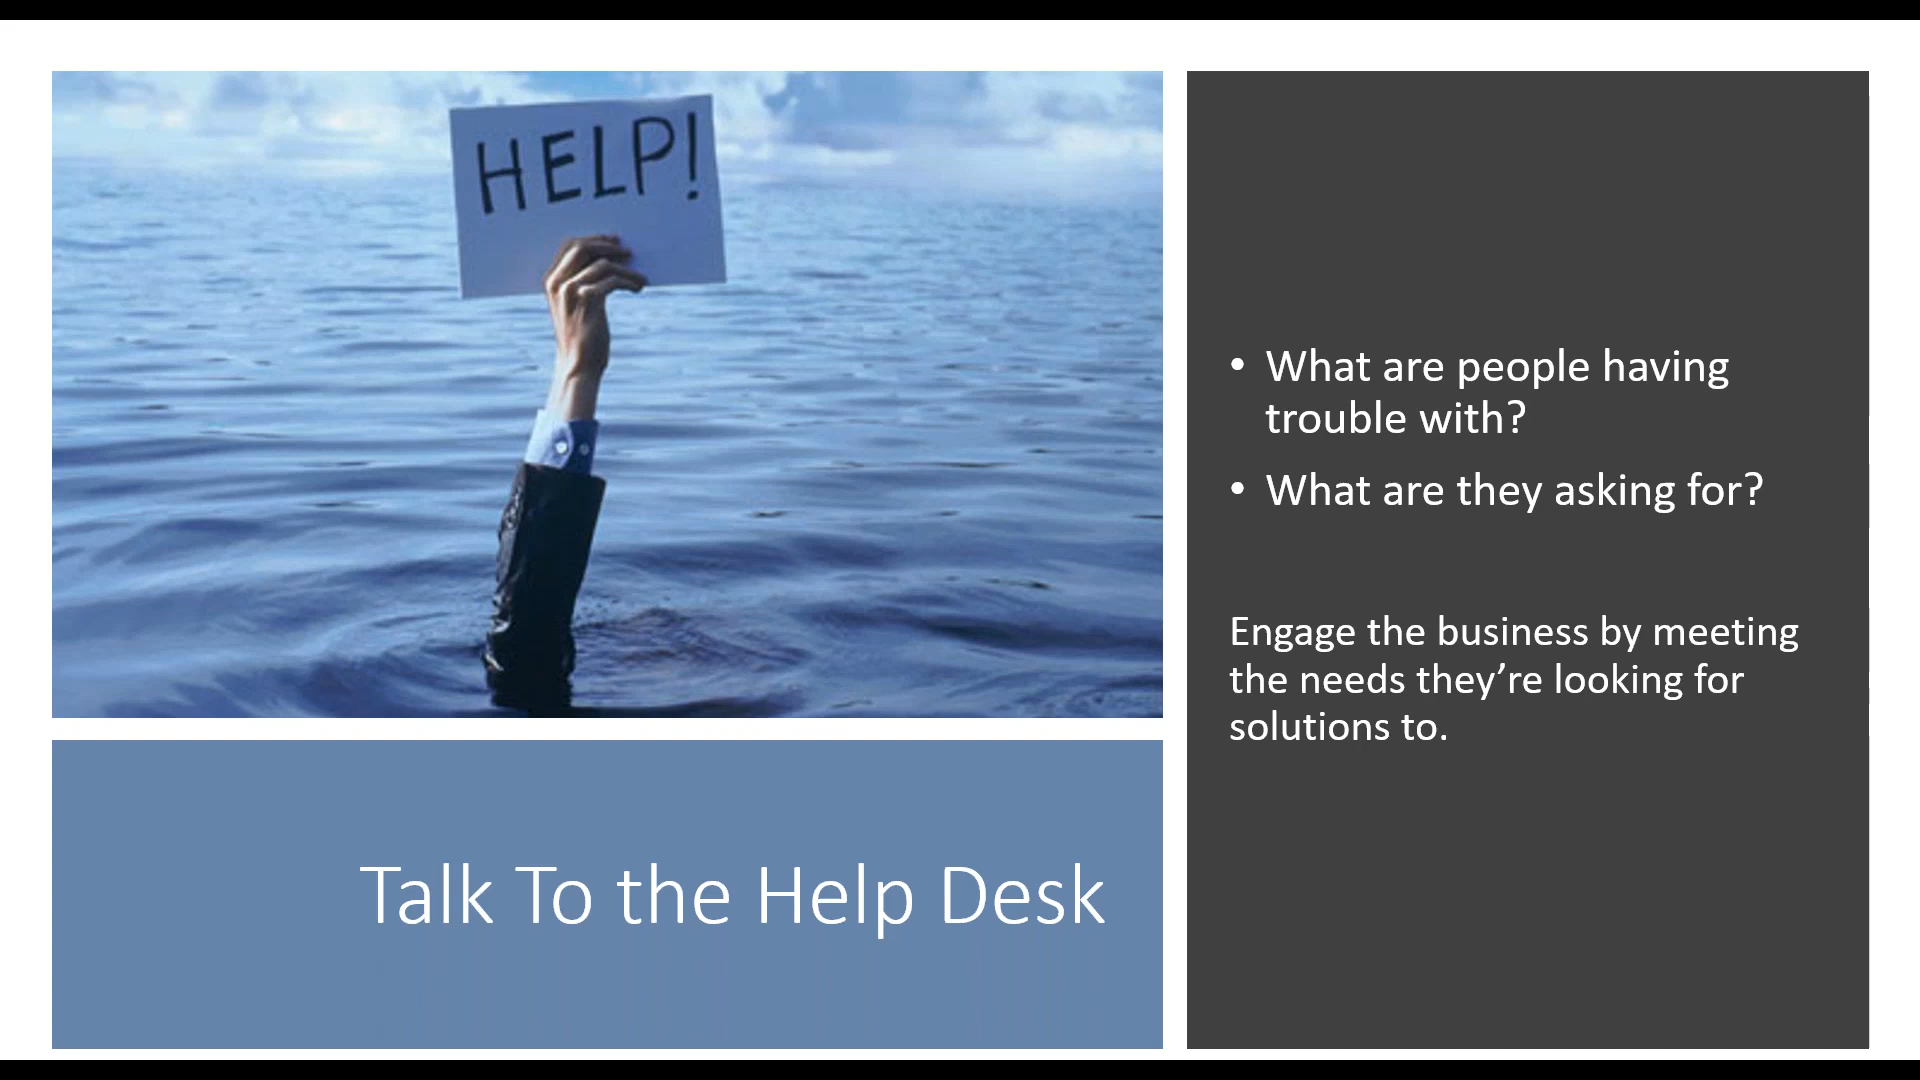 HELP!
Talk To the Help Desk
• What are people having
trouble with?
• What are they asking for?
Engage the business by meeting
the needs they’re looking for
solutions to.